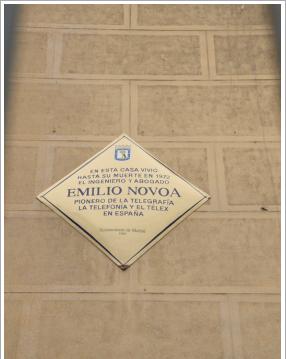 EN ESTA CASA VIVIÓ
HASTA SU MUERTE EN 1972
EL INGENIERO Y ABOGADO
EMILIO NOVOA
PIONERO DE LA TELEGRAFÍA
LA TELEFONÍA Y EL TÉLEX
EN ESPAÑA
Ayuntamiento de Madrid